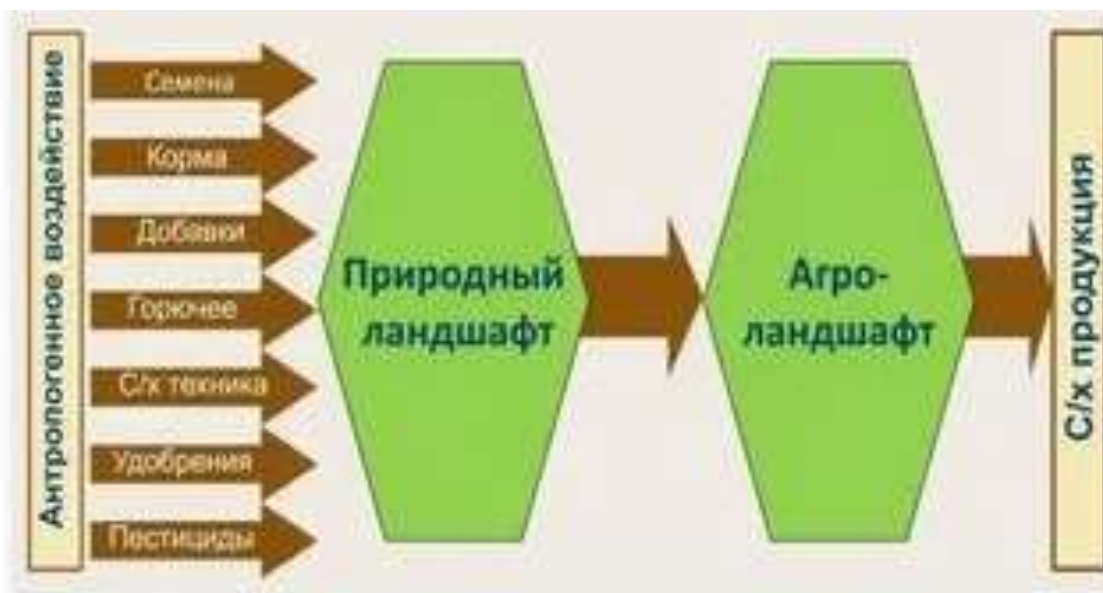 Антропогенное воздействие
Семена
Корма
Добавки
Горючее
С/х техника
Удобрения
Пестициды
Природный
ландшафт
Агро-
ландшафт
С/х продукция